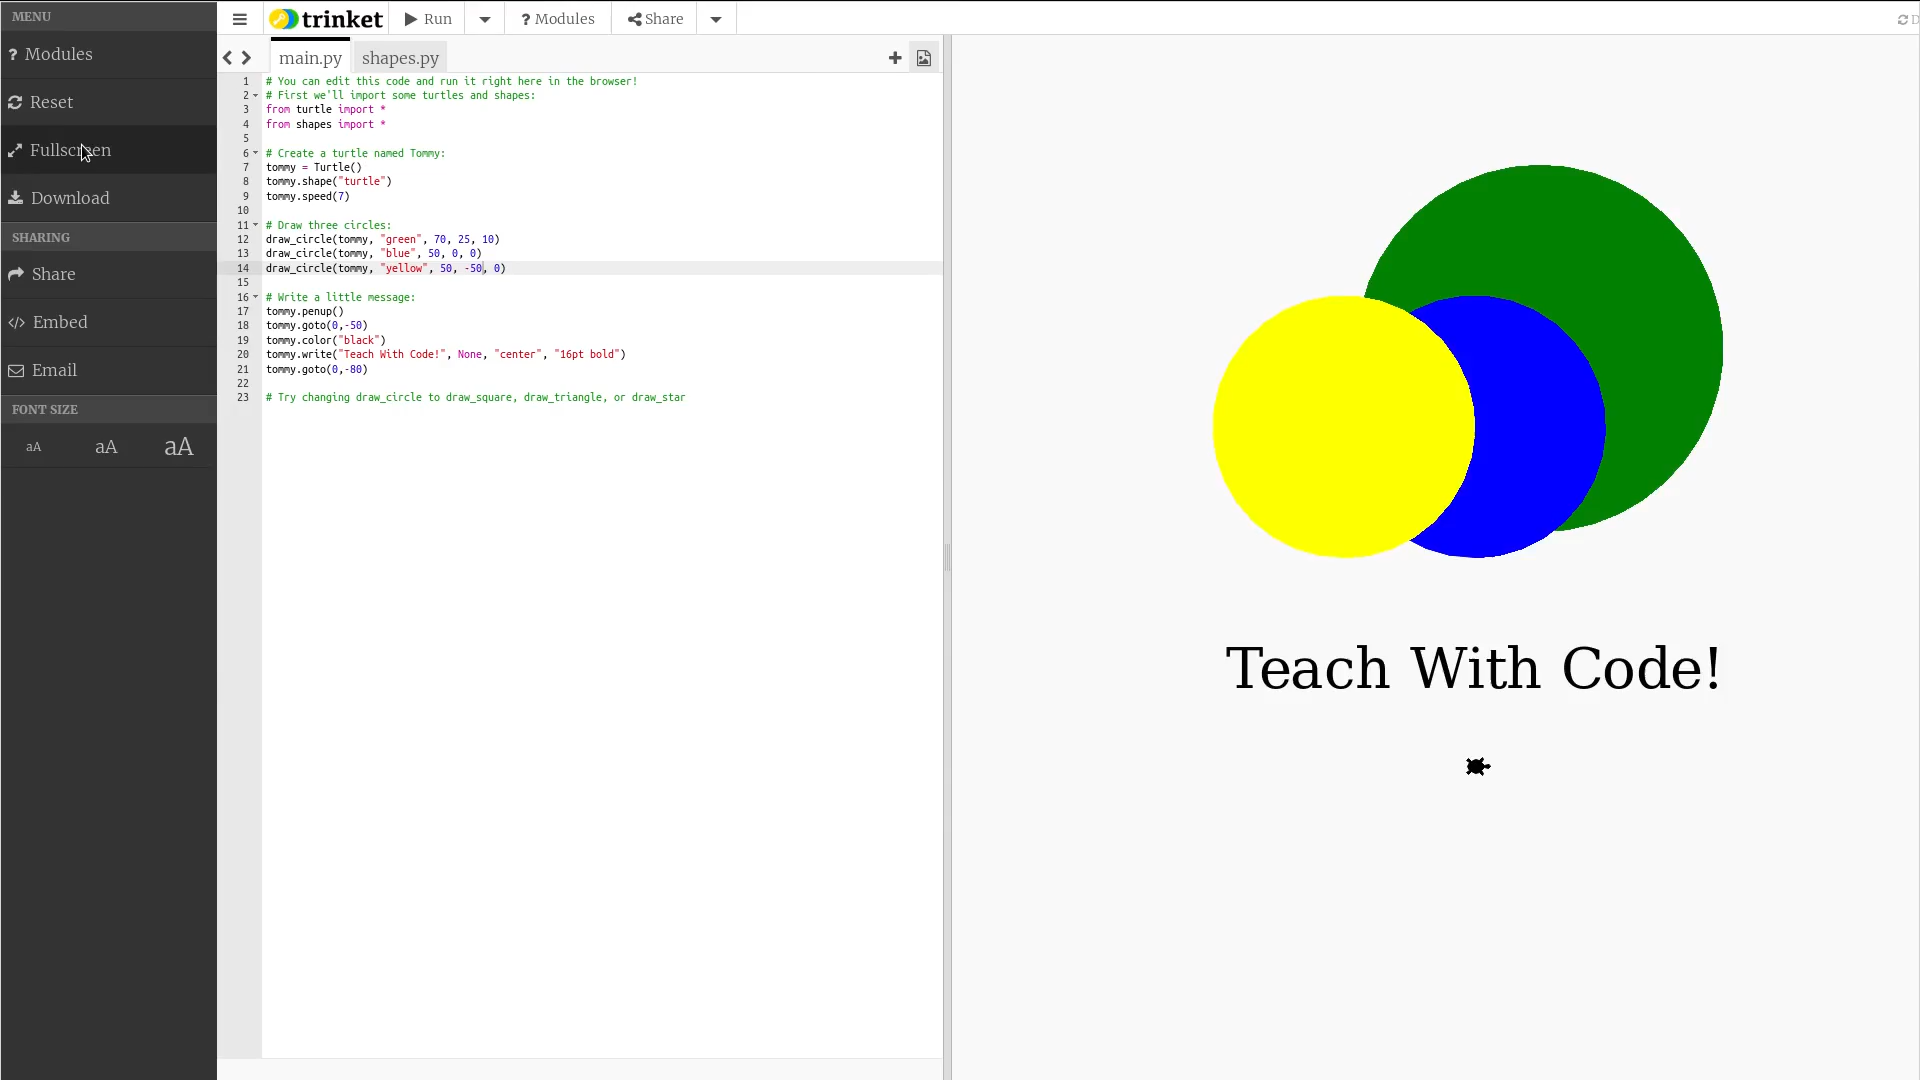 MENU
? Modules
Reset
Fullscreen
Download
SHARING
Share
</> Embed
Email
FONT SIZE
aA aA aA
trinket Run ? Modules Share
main.py shapes.py
1 # You can edit this code and run it right here in the browser!
2 # First we'll import some turtles and shapes:
3 from turtle import *
4 from shapes import *
5
6 # Create a turtle named Tommy:
7 tommy = Turtle()
8 tommy.shape("turtle")
9 tommy.speed(7)
10
11 # Draw three circles:
12 draw_circle(tommy, "green", 70, 25, 10)
13 draw_circle(tommy, "blue", 50, 0, 0)
14 draw_circle(tommy, "yellow", 50, -50, 0)
15
16 # Write a little message:
17 tommy.penup()
18 tommy.goto(0,-50)
19 tommy.color("black")
20 tommy.write("Teach With Code!", None, "center", "16pt bold")
21 tommy.goto(0,-80)
22
23 # Try changing draw_circle to draw_square, draw_triangle, or draw_star
Teach With Code!